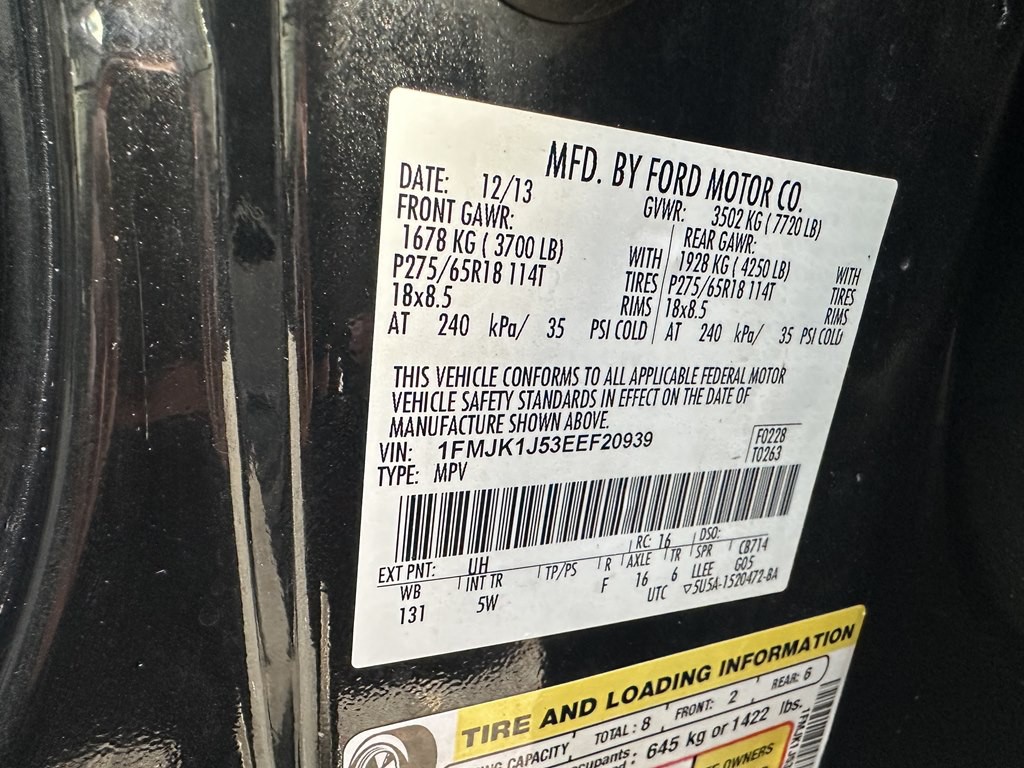 MFD. BY FORD MOTOR CO.
DATE: 12/13
GVWR: 3502 KG ( 7720 LB)
FRONT GAWR:
1678 KG ( 3700 LB) WITH
P275/65R18 114T TIRES
18x8.5 RIMS
AT 240 kPa/ 35 PSI COLD
REAR GAWR:
1928 KG ( 4250 LB) WITH
P275/65R18 114T TIRES
18x8.5 RIMS
AT 240 kPa/ 35 PSI COLD
THIS VEHICLE CONFORMS TO ALL APPLICABLE FEDERAL MOTOR
VEHICLE SAFETY STANDARDS IN EFFECT ON THE DATE OF
MANUFACTURE SHOWN ABOVE.
VIN: 1FMJK1J53EEF20939
TYPE: MPV
F0228
T0263
EXT PNT: UH RC: 16 DSO:
WB INT TR TP/PS R AXLE TR SPR CB714
131 5W F 16 6 LLEE G05
UTC ▽5U5A-1520472-BA
TIRE AND LOADING INFORMATION
CAPACITY TOTAL: 8 FRONT: 2 REAR: 6
645 kg or 1422 lbs.
OWNERS